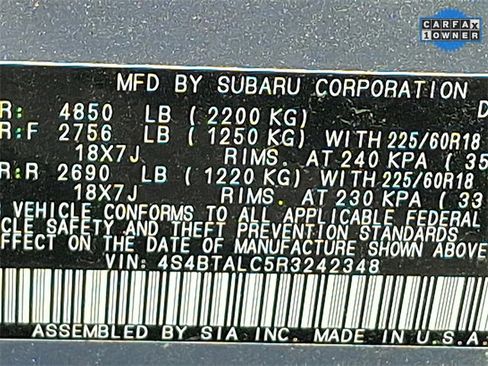 CARFAX
1 OWNER
MFD BY SUBARU CORPORATION D
R: 4850 LB ( 2200 KG)
R:F 2756 LB ( 1250 KG) WITH 225/60R18
18X7J RIMS. AT 240 KPA ( 35
R:R 2690 LB ( 1220 KG) WITH 225/60R18
18X7J RIMS. AT 230 KPA ( 33
VEHICLE CONFORMS TO ALL APPLICABLE FEDERAL
CLE SAFETY AND THEFT PREVENTION STANDARDS
EFFECT ON THE DATE OF MANUFACTURE SHOWN ABOVE
VIN: 4S4BTALC5R3242348
ASSEMBLED BY SIA INC. MADE IN U.S.A.